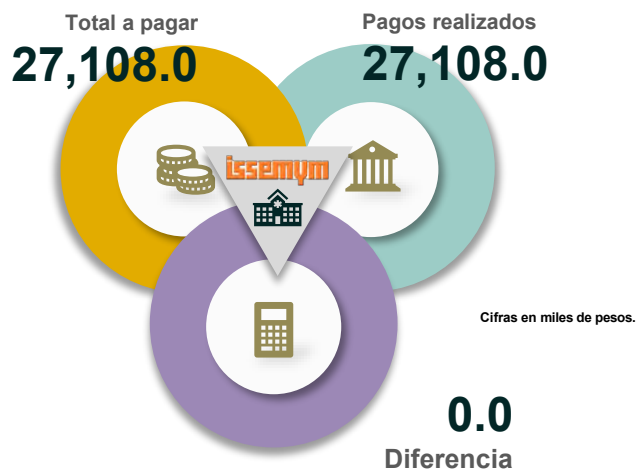 Total a pagar
27,108.0
Pagos realizados
27,108.0
issemym
Cifras en miles de pesos.
0.0
Diferencia